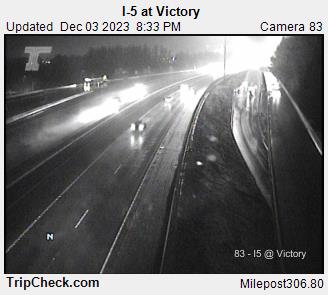 I-5 at Victory
Updated Dec 03 2023 8:33 PM Camera 83
T
N
83 - I5 @ Victory
TripCheck.com Milepost306.80